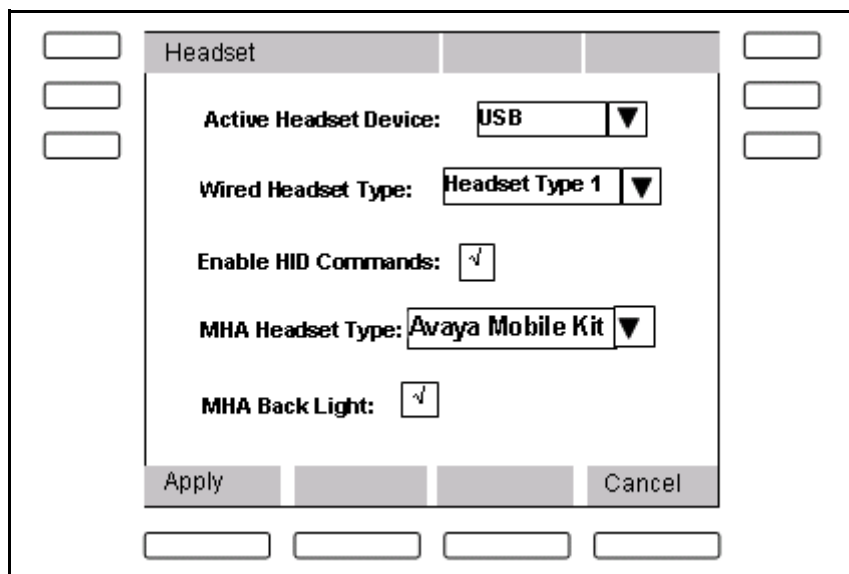 Headset
Active Headset Device: USB
Wired Headset Type: Headset Type 1
Enable HID Commands: √
MHA Headset Type: Avaya Mobile Kit
MHA Back Light: √
Apply Cancel